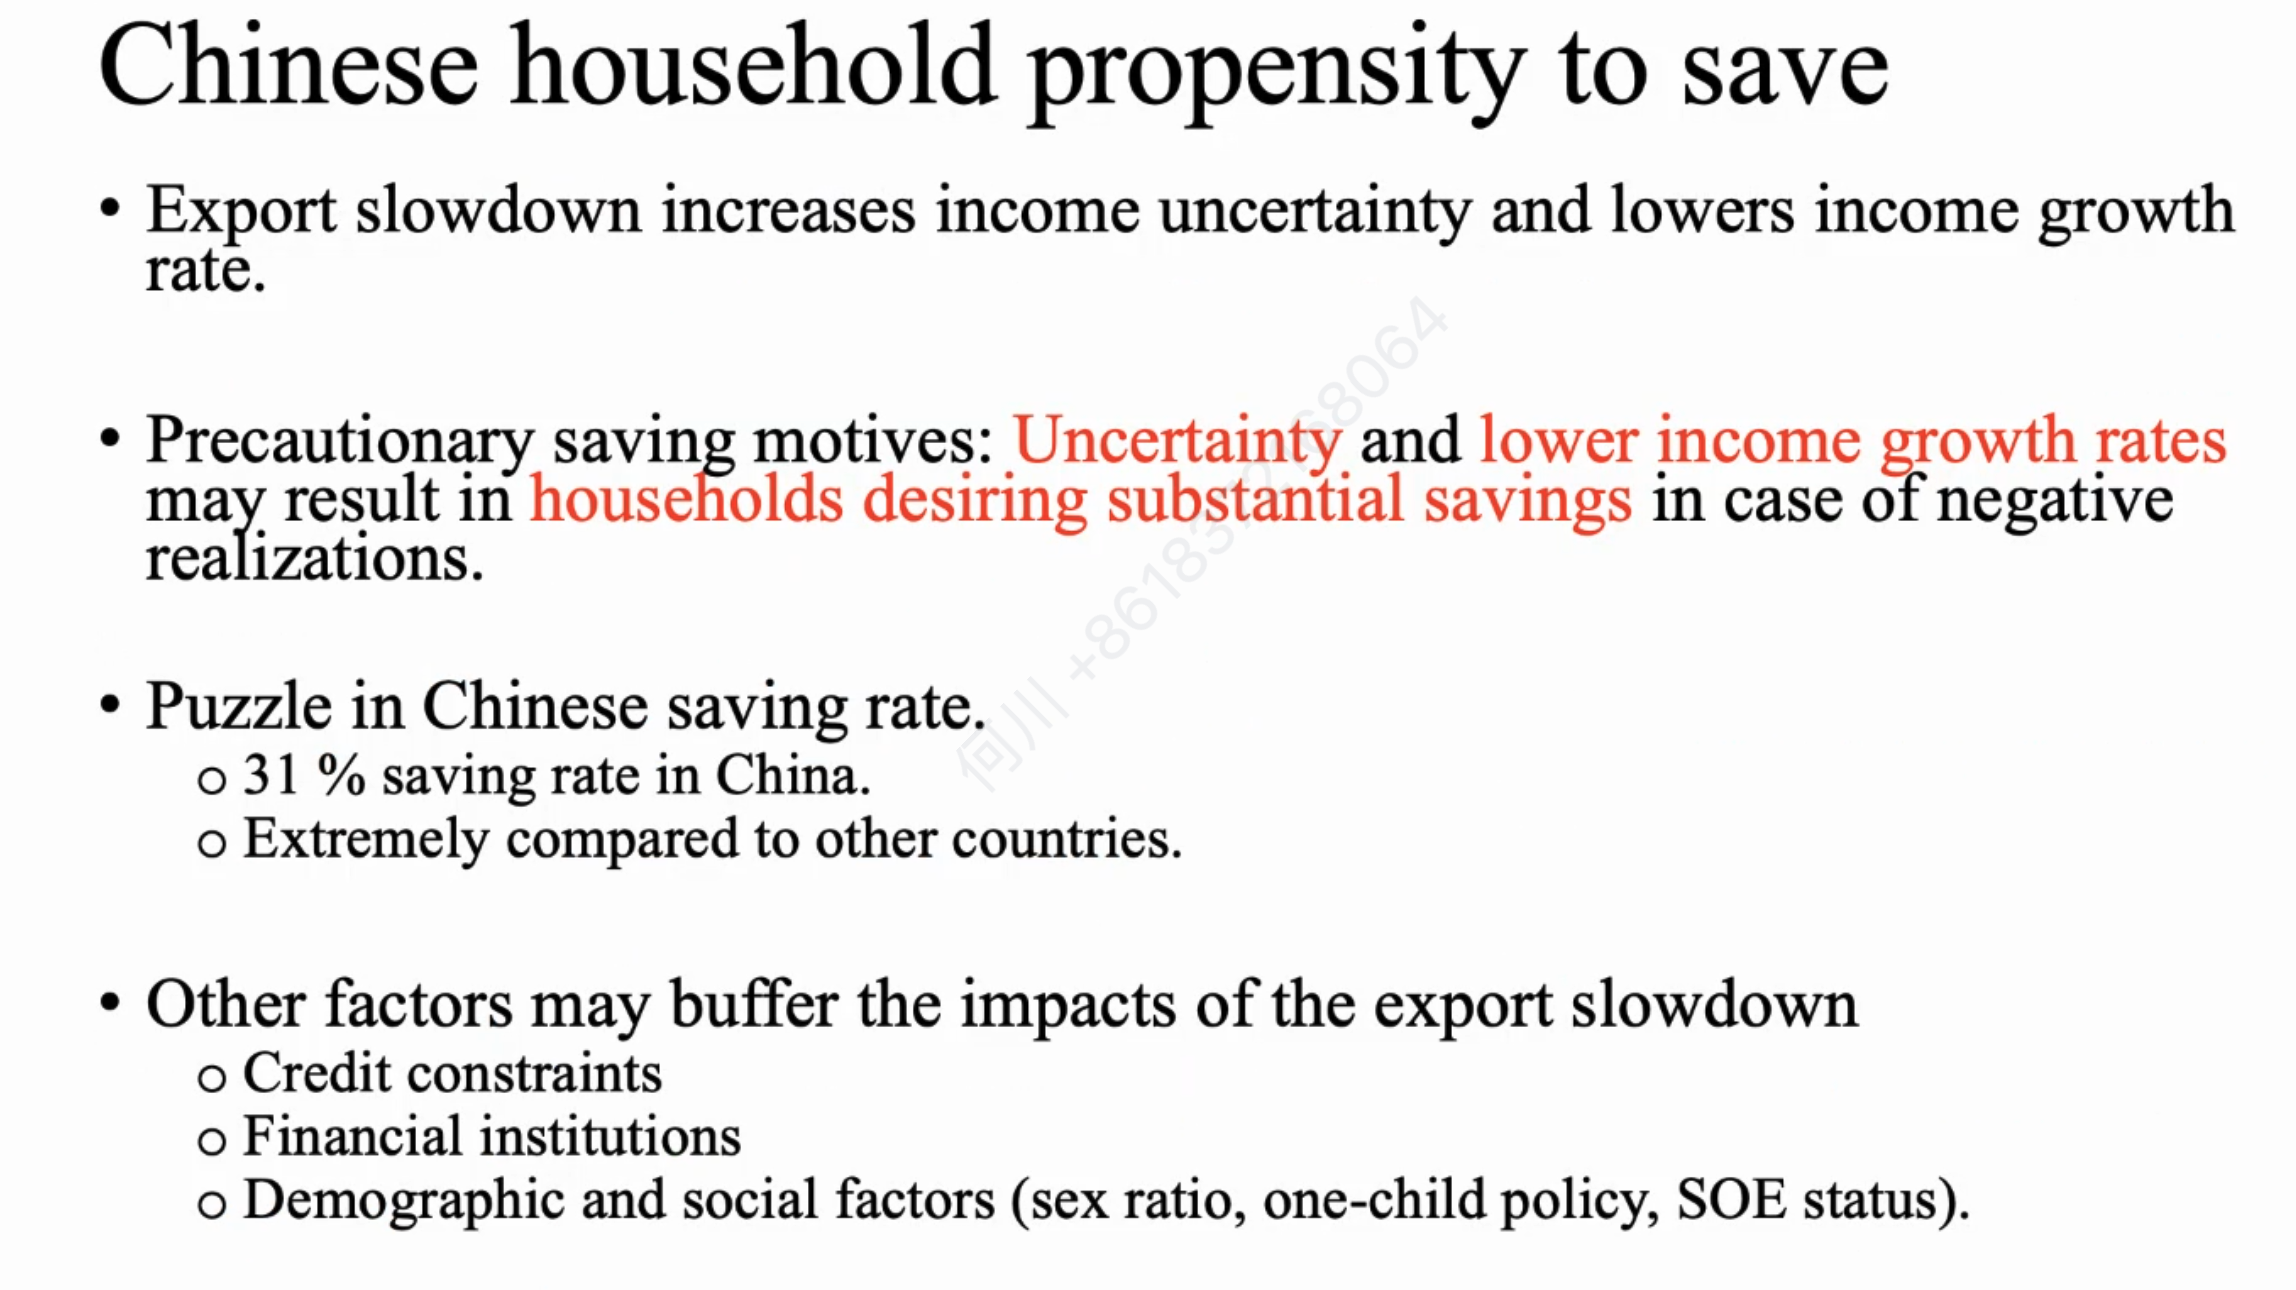 Chinese household propensity to save
• Export slowdown increases income uncertainty and lowers income growth
rate.
• Precautionary saving motives: Uncertainty and lower income growth rates
may result in households desiring substantial savings in case of negative
realizations.
• Puzzle in Chinese saving rate.
o 31 % saving rate in China.
o Extremely compared to other countries.
• Other factors may buffer the impacts of the export slowdown
o Credit constraints
o Financial institutions
o Demographic and social factors (sex ratio, one-child policy, SOE status).
何川